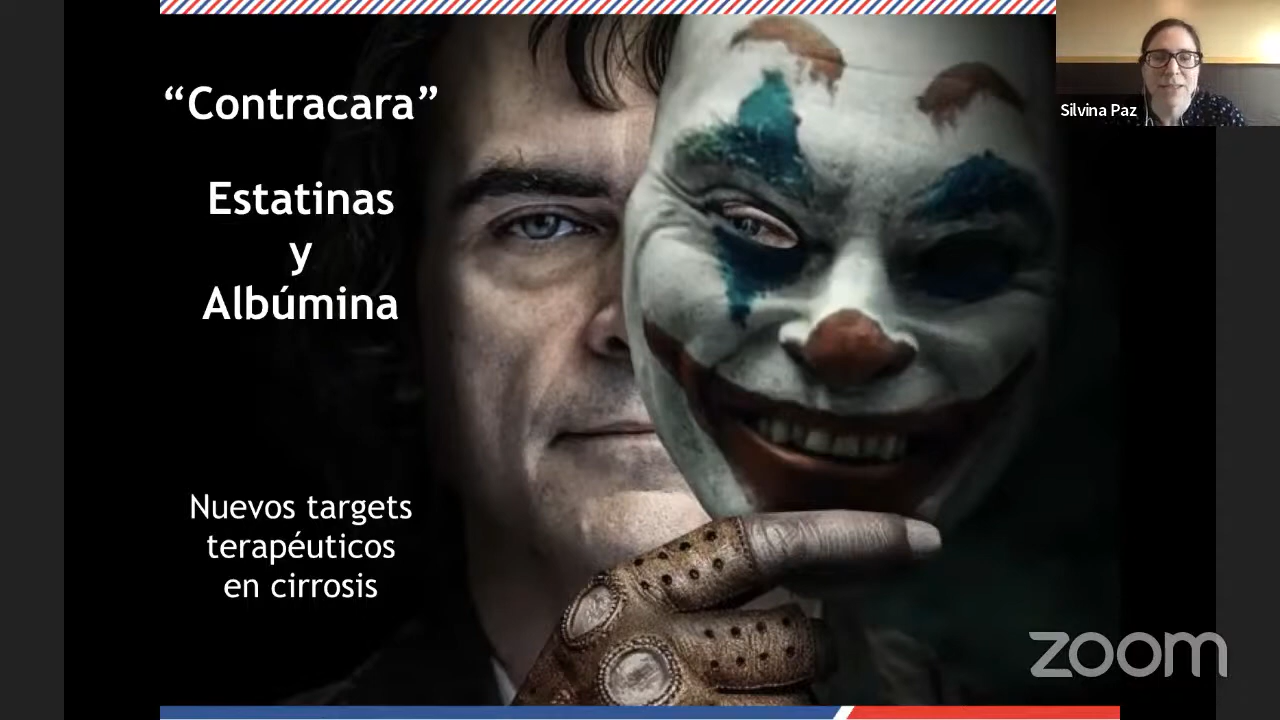 “Contracara”
Estatinas
y
Albúmina
Nuevos targets
terapéuticos
en cirrosis
Silvina Paz
zoom